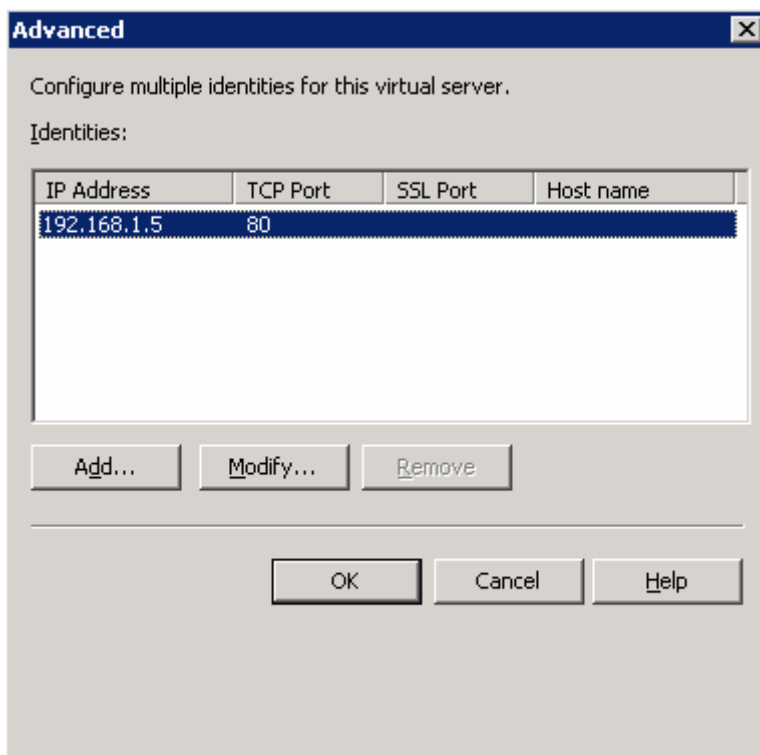 Advanced
Configure multiple identities for this virtual server.
Identities:
IP Address TCP Port SSL Port Host name
192.168.1.5 80
Add... Modify... Remove
OK Cancel Help